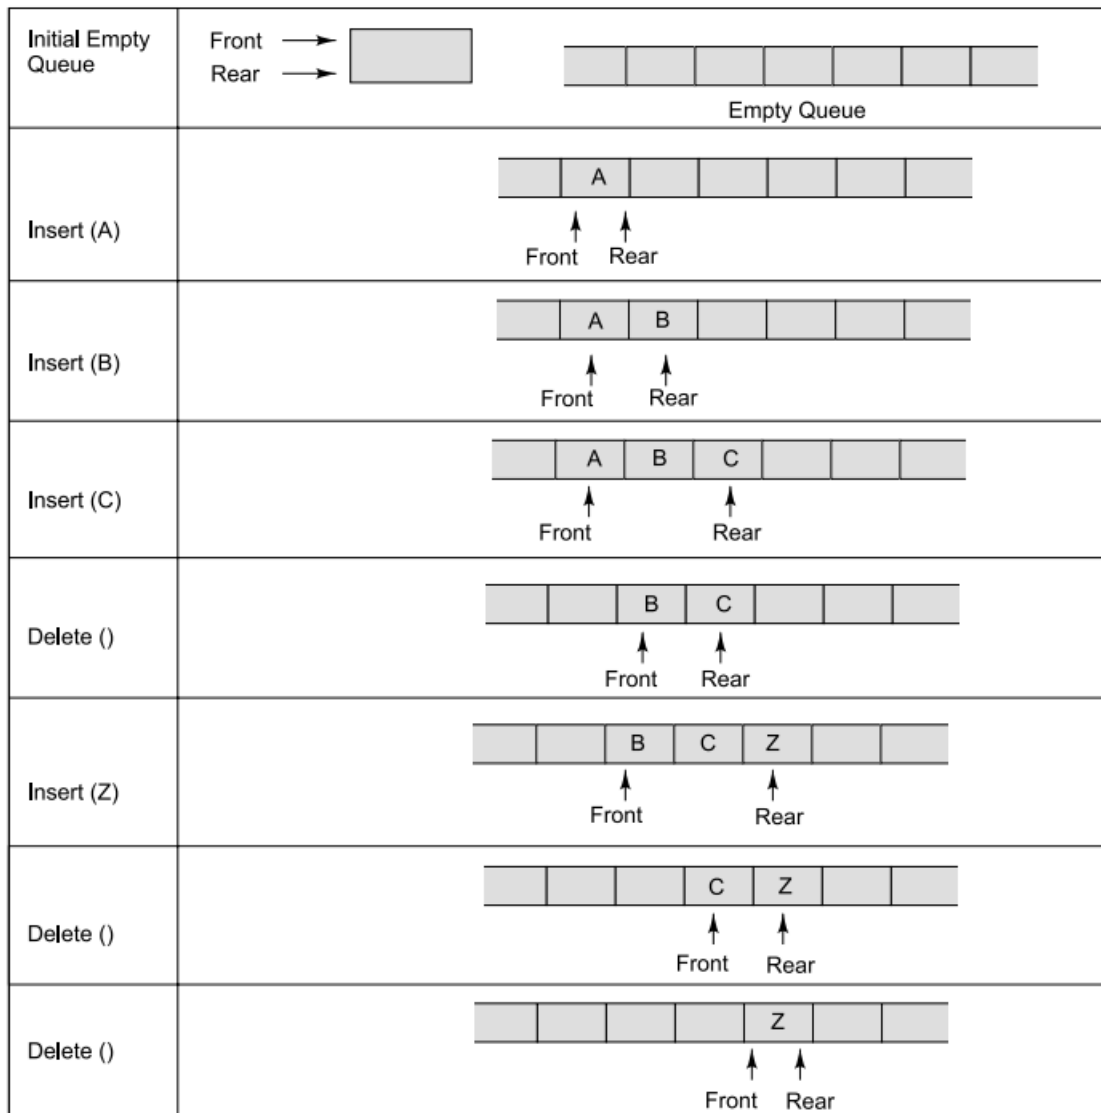 Initial Empty
Queue
Front
Rear
Empty Queue
Insert (A)
A
Front Rear
Insert (B)
A B
Front Rear
Insert (C)
A B C
Front Rear
Delete ()
B C
Front Rear
Insert (Z)
B C Z
Front Rear
Delete ()
C Z
Front Rear
Delete ()
Z
Front Rear